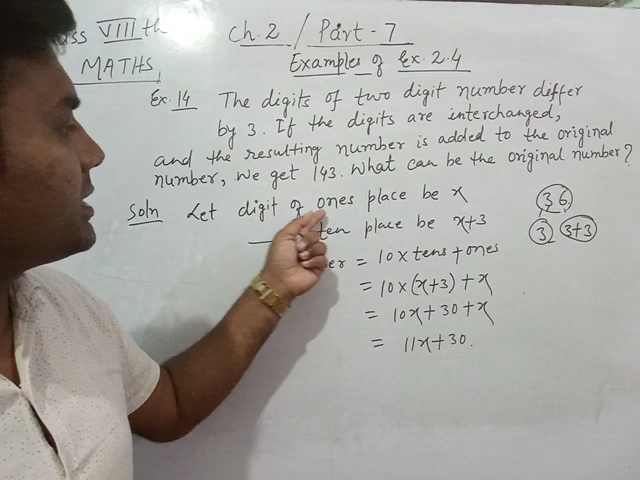 VIII th
MATHS,
Ch.2 / Part - 7
Examples of Ex. 2.4
Ex. 14 The digits of two digit number differ
by 3. If the digits are interchanged,
and the resulting number is added to the original
number, we get 143. What can be the original number?
Soln Let digit of ones place be x
ten place be x+3
= 10 x tens + ones
= 10 x (x+3) + x
= 10x + 30 + x
= 11x + 30.
36
3 3+3